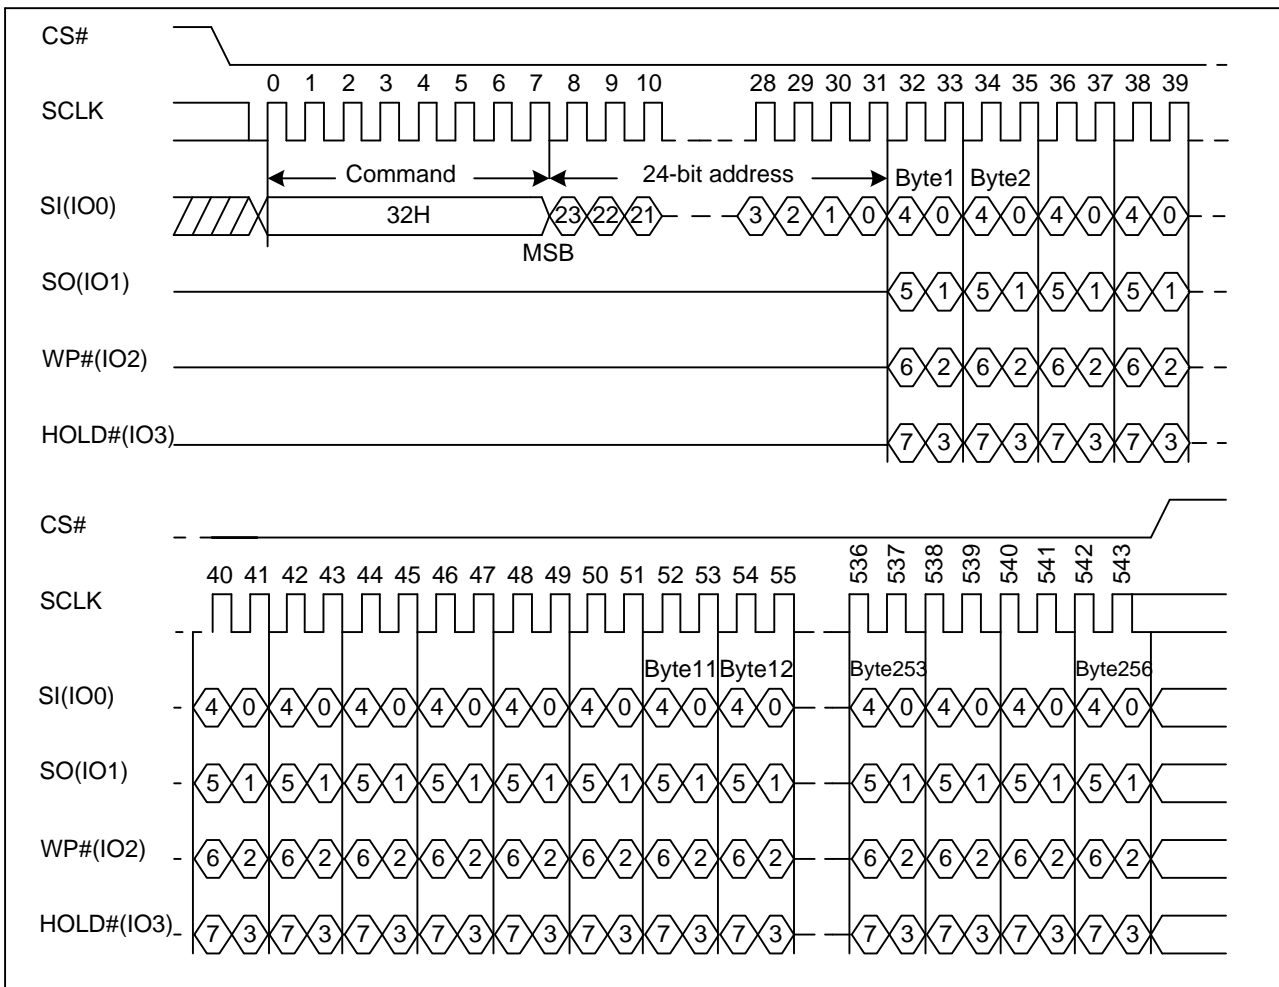 CS#
0 1 2 3 4 5 6 7 8 9 10 28 29 30 31 32 33 34 35 36 37 38 39
SCLK
Command 24-bit address Byte1 Byte2
SI(IO0) 32H 23 22 21 3 2 1 0 4 0 4 0 4 0 4 0
MSB
SO(IO1) 5 1 5 1 5 1 5 1
WP#(IO2) 6 2 6 2 6 2 6 2
HOLD#(IO3) 7 3 7 3 7 3 7 3
CS#
40 41 42 43 44 45 46 47 48 49 50 51 52 53 54 55 536 537 538 539 540 541 542 543
SCLK
Byte11 Byte12 Byte253 Byte256
SI(IO0) 4 0 4 0 4 0 4 0 4 0 4 0 4 0 4 0 4 0 4 0 4 0 4 0
SO(IO1) 5 1 5 1 5 1 5 1 5 1 5 1 5 1 5 1 5 1 5 1 5 1 5 1
WP#(IO2) 6 2 6 2 6 2 6 2 6 2 6 2 6 2 6 2 6 2 6 2 6 2 6 2
HOLD#(IO3) 7 3 7 3 7 3 7 3 7 3 7 3 7 3 7 3 7 3 7 3 7 3 7 3